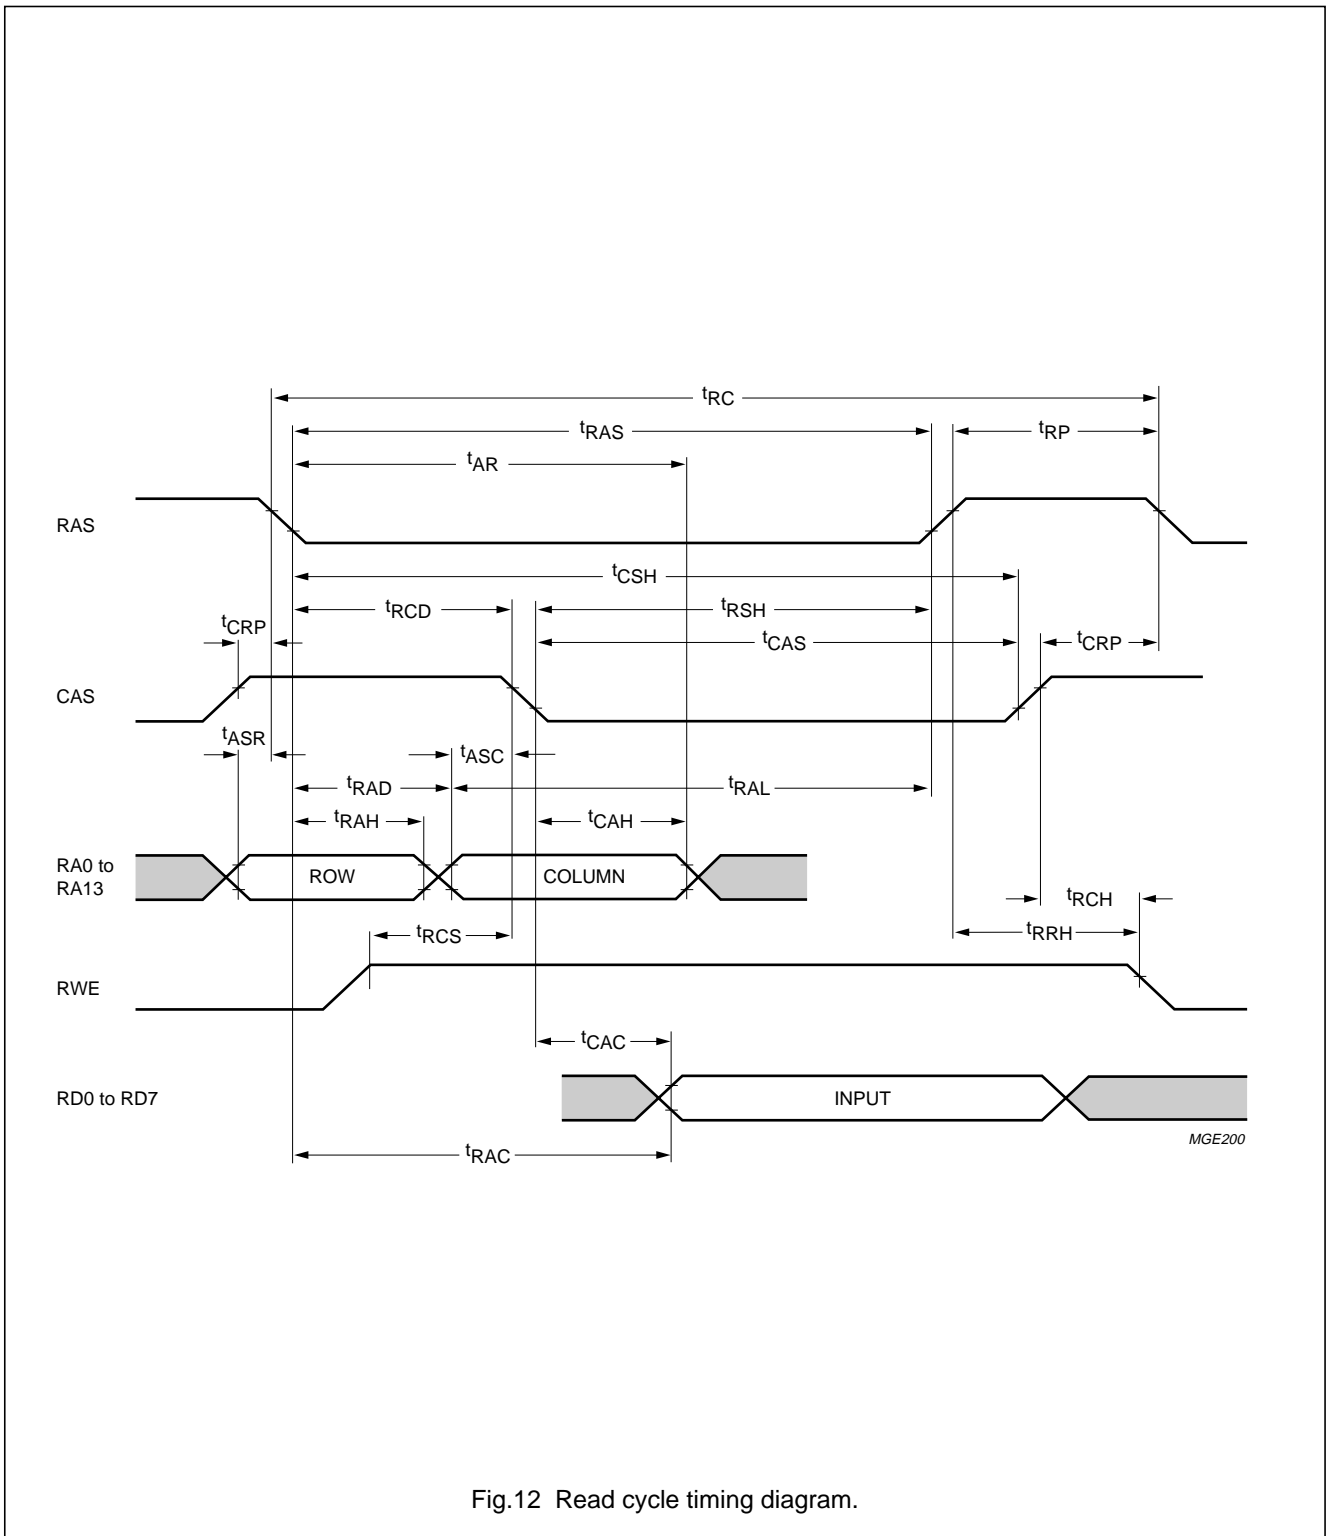 tRC
tRAS
tRP
tAR
RAS
tCSH
tRCD
tRSH
tCRP
tCAS
tCRP
CAS
tASR
tASC
tRAD
tRAL
tRAH
tCAH
RA0 to
RA13
ROW
COLUMN
tRCH
tRCS
tRRH
RWE
tCAC
RD0 to RD7
INPUT
MGE200
tRAC
Fig.12 Read cycle timing diagram.